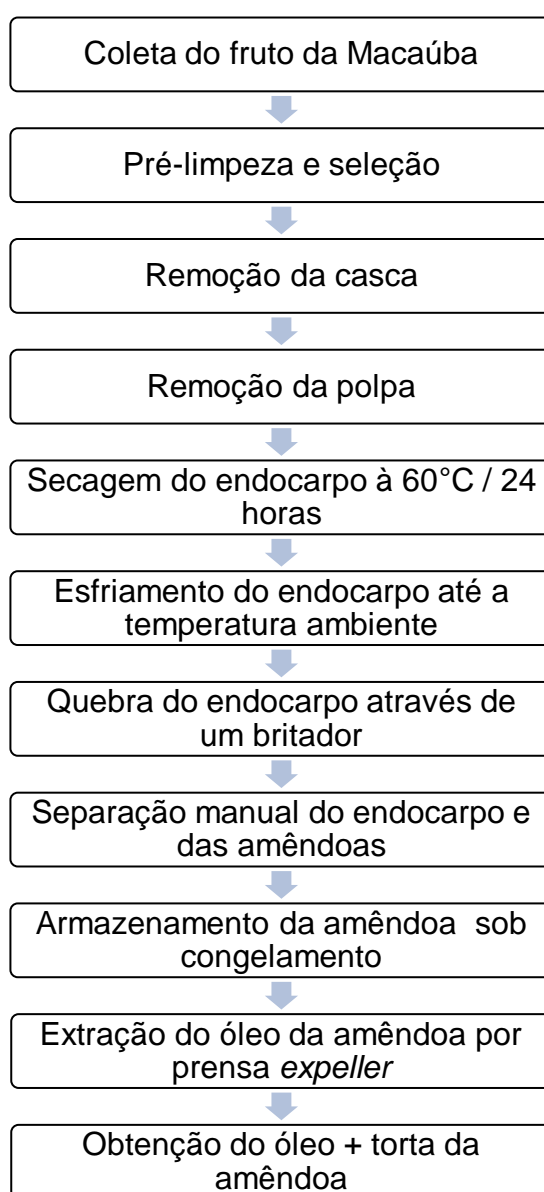 Coleta do fruto da Macaúba
Pré-limpeza e seleção
Remoção da casca
Remoção da polpa
Secagem do endocarpo à 60°C / 24
horas
Esfriamento do endocarpo até a
temperatura ambiente
Quebra do endocarpo através de
um britador
Separação manual do endocarpo e
das amêndoas
Armazenamento da amêndoa sob
congelamento
Extração do óleo da amêndoa por
prensa expeller
Obtenção do óleo + torta da
amêndoa